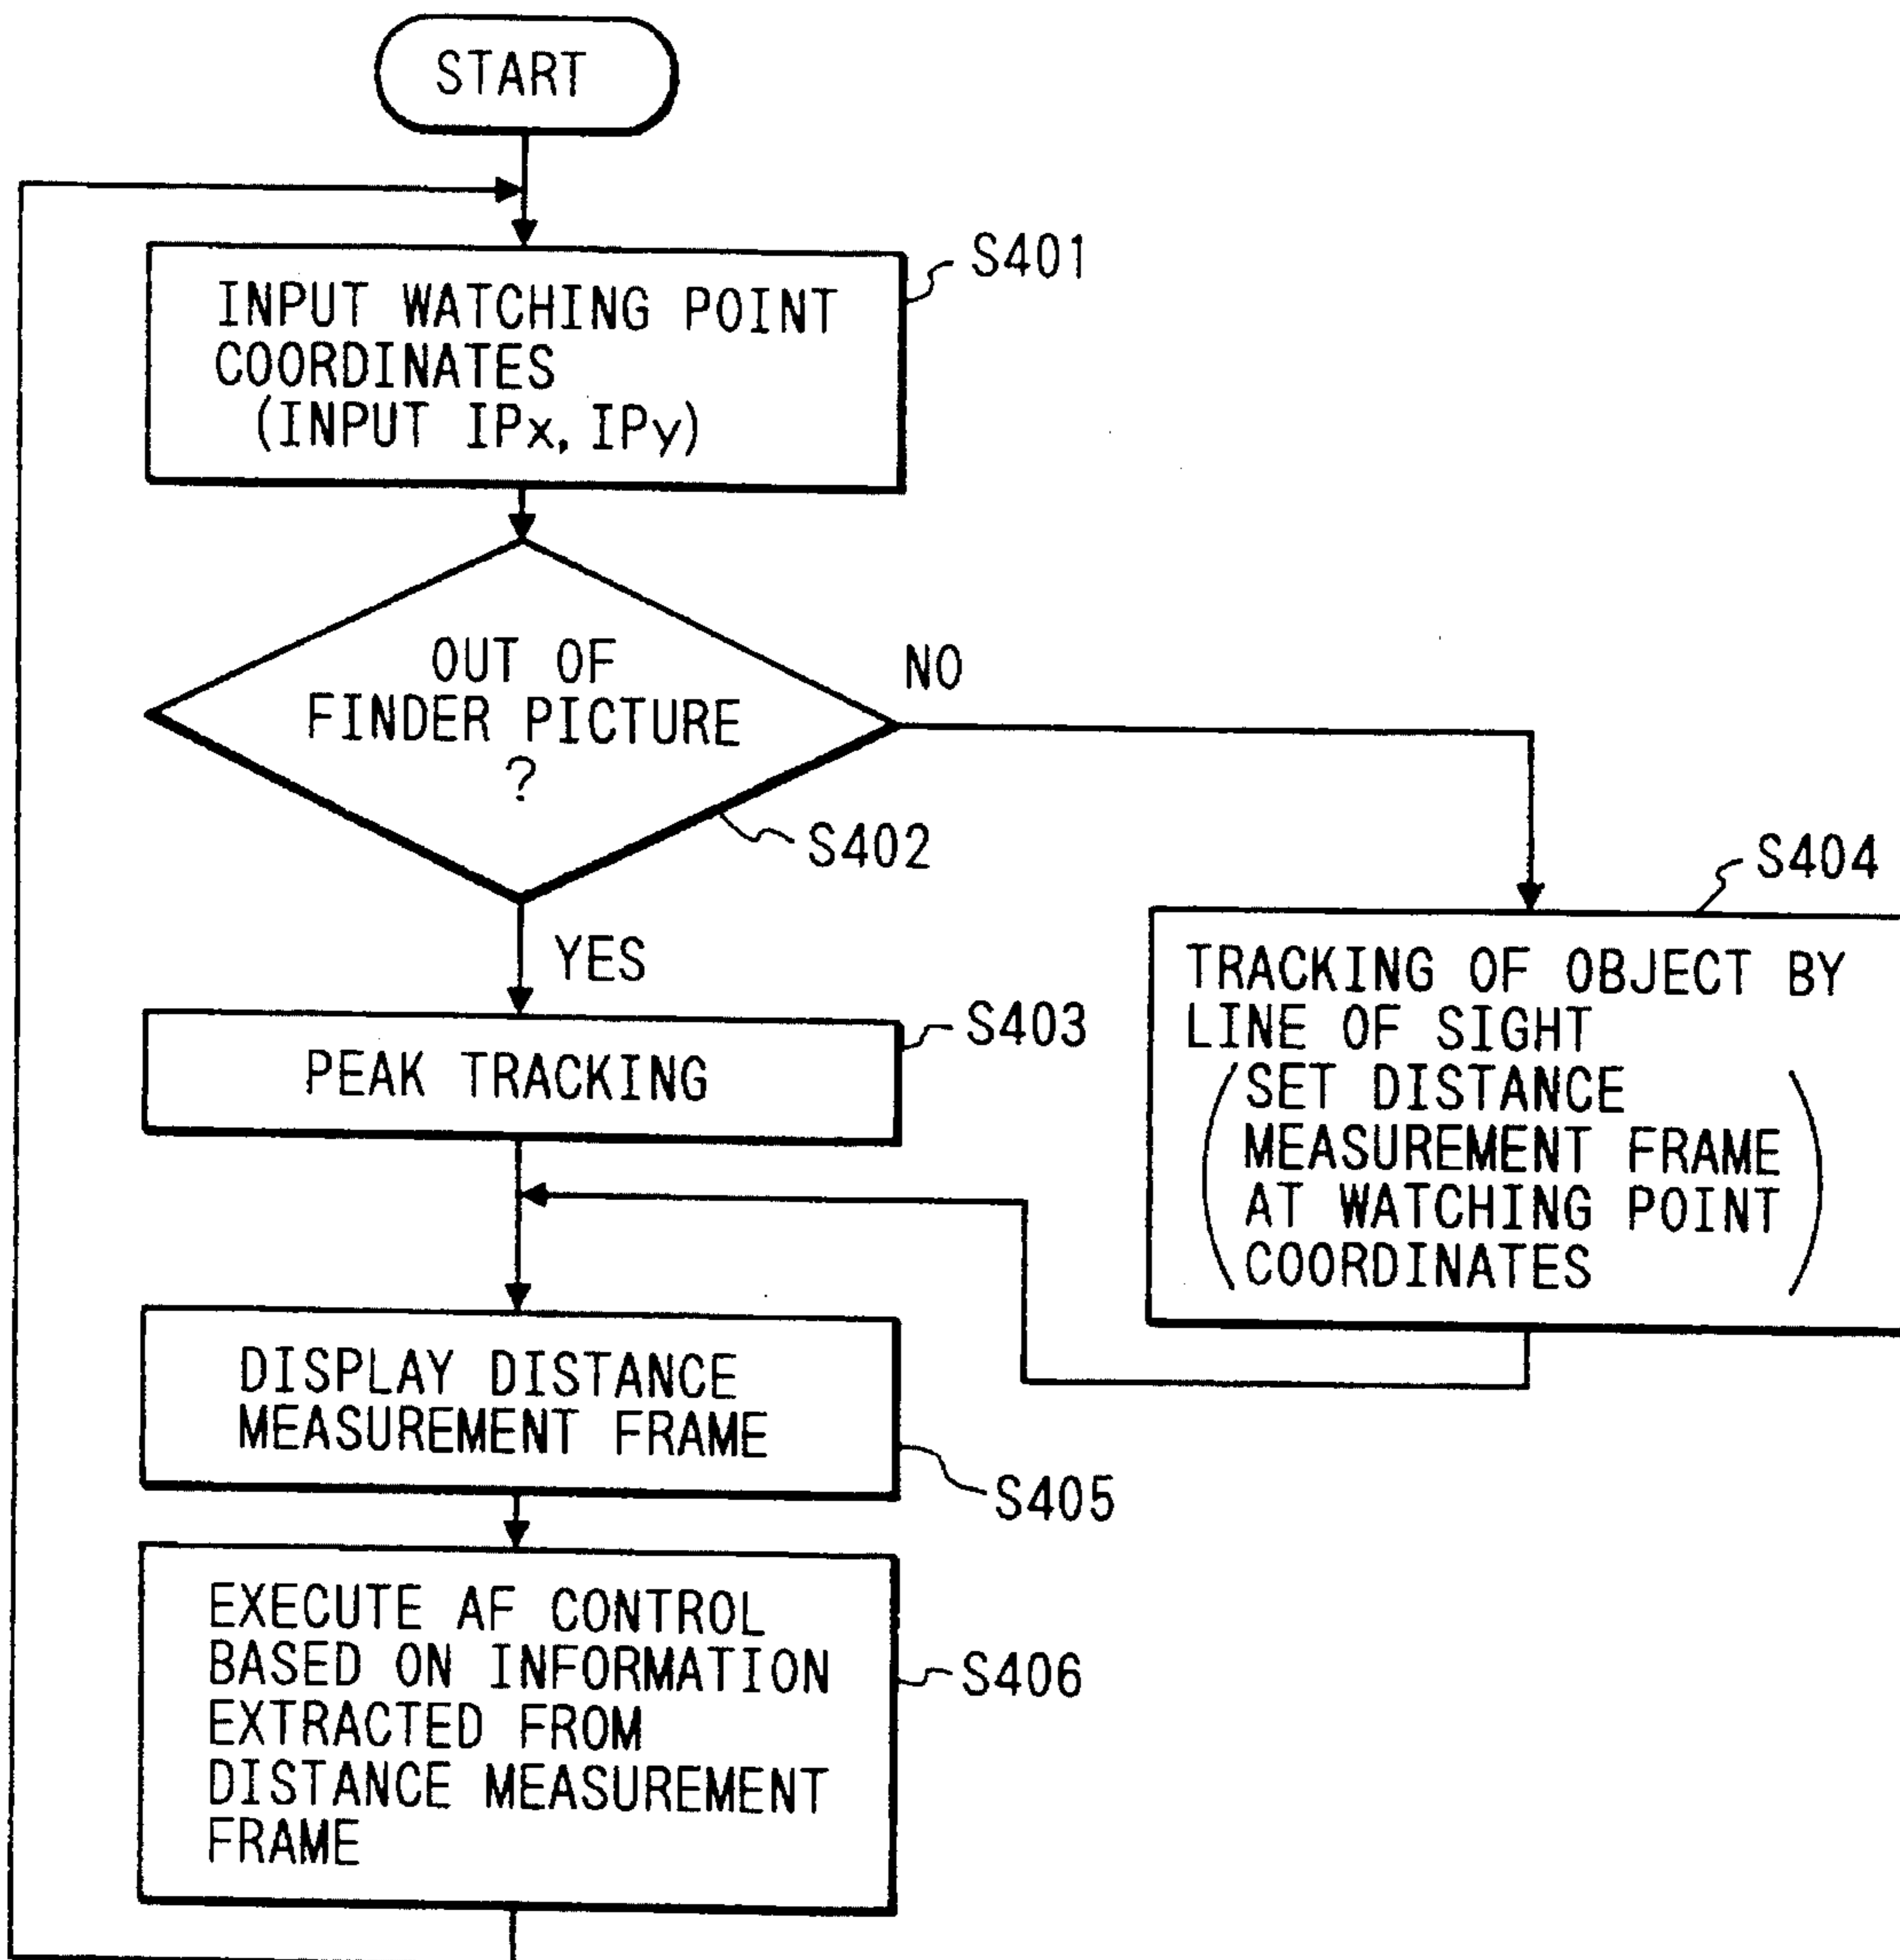 START
S401
INPUT WATCHING POINT
COORDINATES
(INPUT IPx, IPy)
OUT OF
FINDER PICTURE
?
NO
S402
YES
S403
PEAK TRACKING
S404
TRACKING OF OBJECT BY
LINE OF SIGHT
(SET DISTANCE
MEASUREMENT FRAME
AT WATCHING POINT
COORDINATES)
DISPLAY DISTANCE
MEASUREMENT FRAME
S405
EXECUTE AF CONTROL
BASED ON INFORMATION
EXTRACTED FROM
DISTANCE MEASUREMENT
FRAME
S406